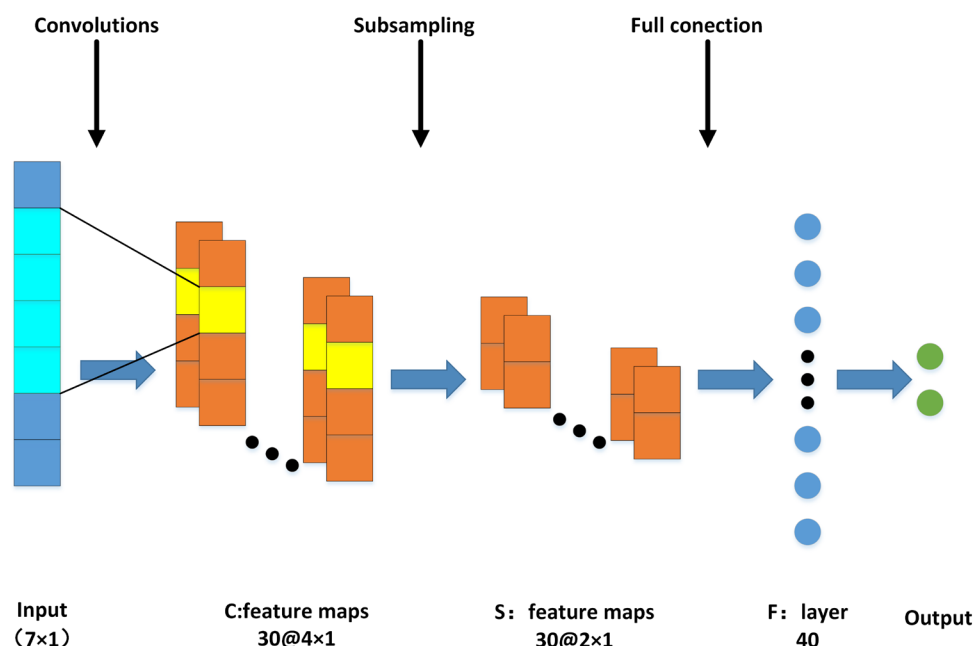 Convolutions
Subsampling
Full conection
Input
（7×1）
C:feature maps
30@4×1
S： feature maps
30@2×1
F： layer
40
Output